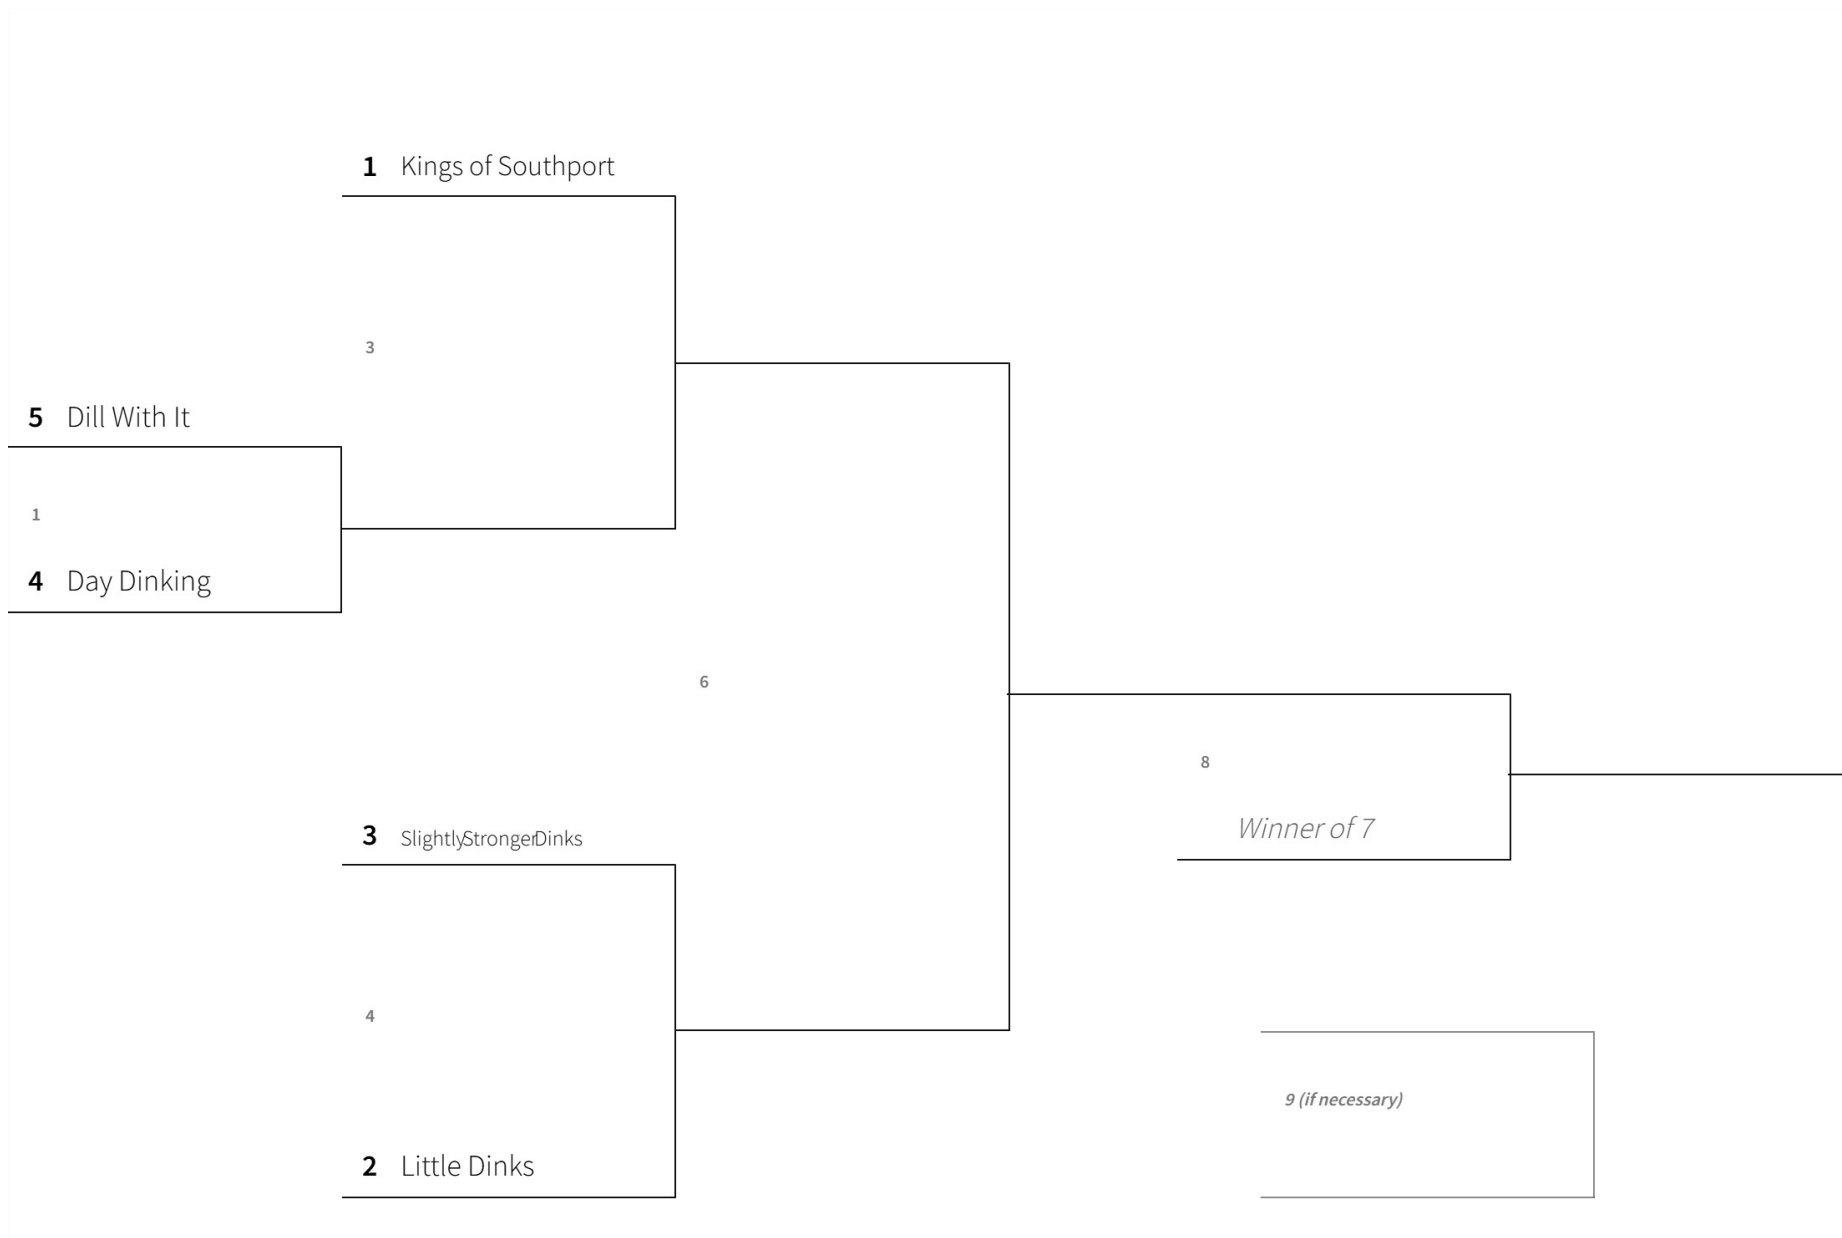 1 Kings of Southport
3
5 Dill With It
1
4 Day Dinking
6
8
Winner of 7
3 SlightlyStrongerDinks
4
9 (if necessary)
2 Little Dinks